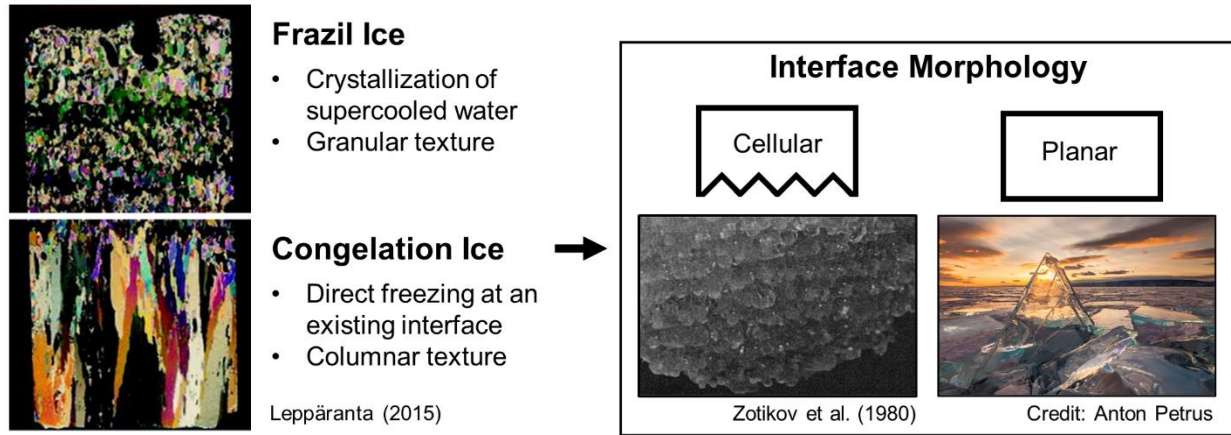 Frazil Ice
• Crystallization of
supercooled water
• Granular texture
Congelation Ice
• Direct freezing at an
existing interface
• Columnar texture
Leppäranta (2015)
Interface Morphology
Cellular
Planar
Zotikov et al. (1980)
Credit: Anton Petrus